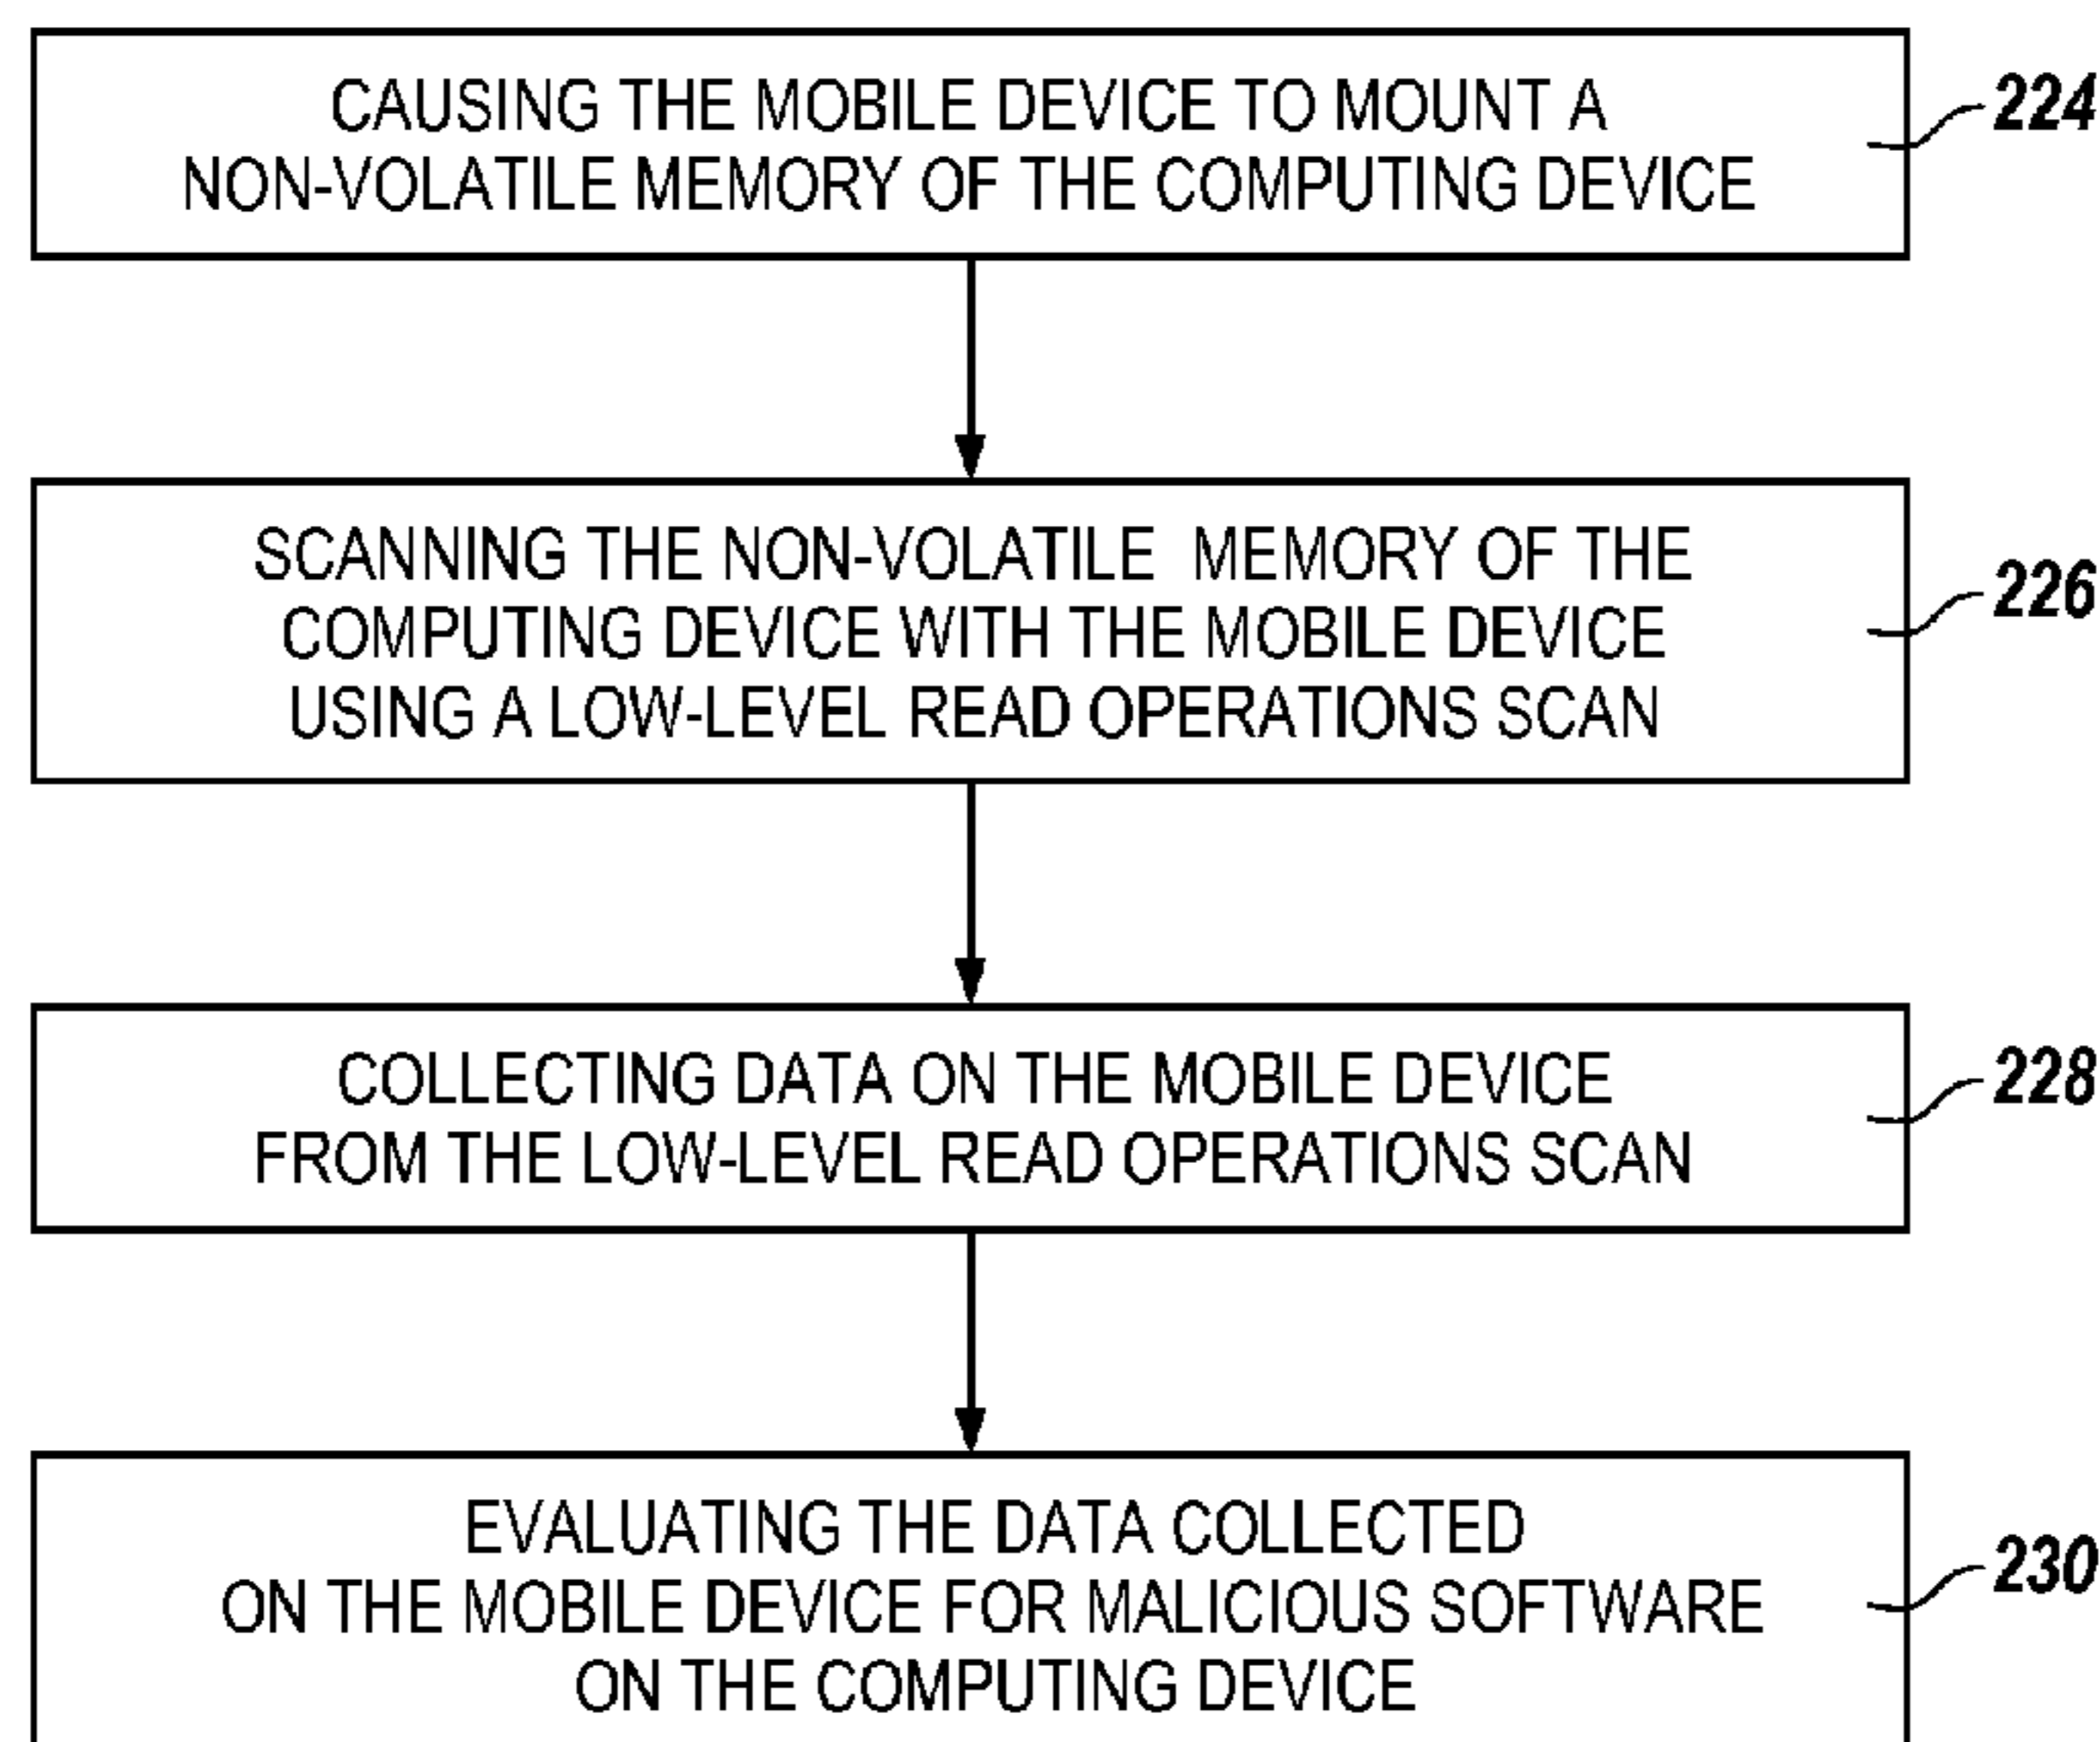 CAUSING THE MOBILE DEVICE TO MOUNT A
NON-VOLATILE MEMORY OF THE COMPUTING DEVICE
224
SCANNING THE NON-VOLATILE MEMORY OF THE
COMPUTING DEVICE WITH THE MOBILE DEVICE
USING A LOW-LEVEL READ OPERATIONS SCAN
226
COLLECTING DATA ON THE MOBILE DEVICE
FROM THE LOW-LEVEL READ OPERATIONS SCAN
228
EVALUATING THE DATA COLLECTED
ON THE MOBILE DEVICE FOR MALICIOUS SOFTWARE
ON THE COMPUTING DEVICE
230